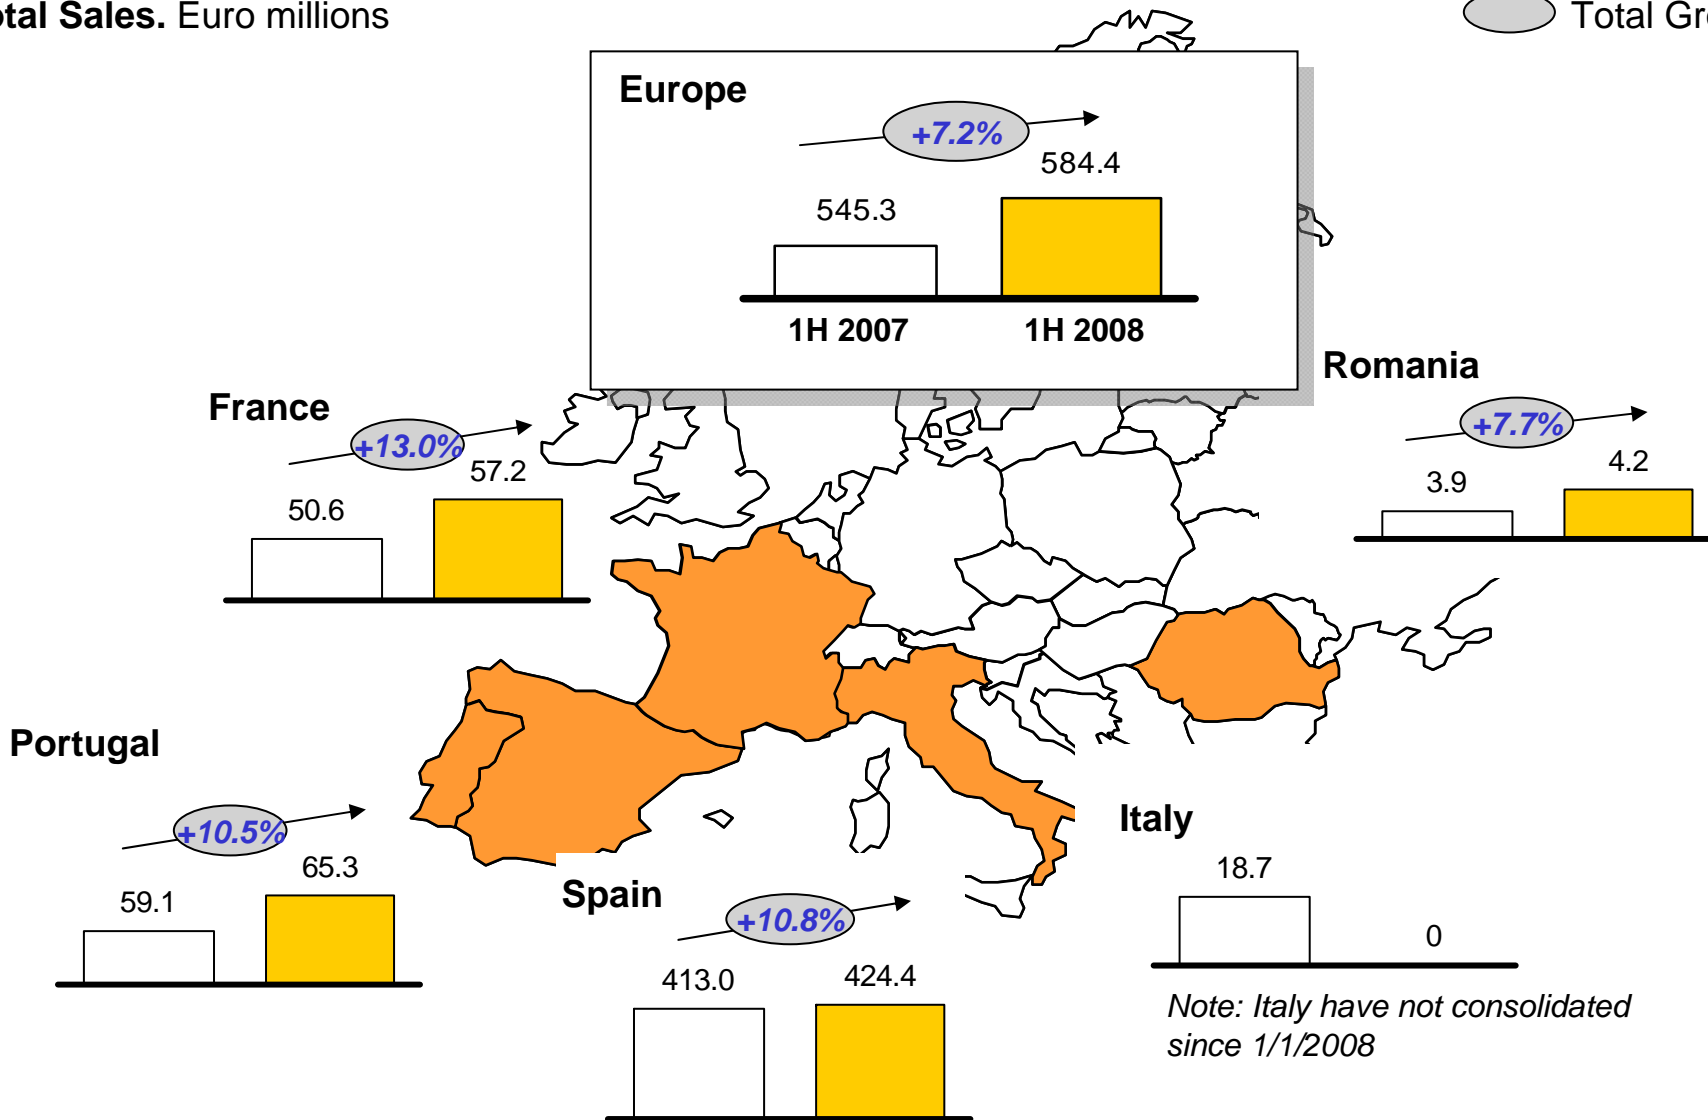 Total Sales. Euro millions
Total Gro
Europe
+7.2%
584.4
545.3
1H 2007 1H 2008
Romania
+7.7%
4.2
3.9
France
+13.0%
57.2
50.6
Portugal
+10.5%
65.3
59.1
Spain
+10.8%
413.0 424.4
Italy
18.7
0
Note: Italy have not consolidated
since 1/1/2008